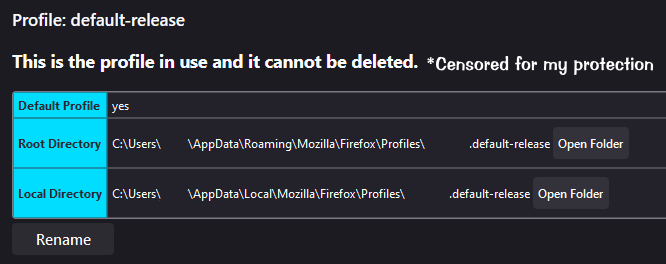 Profile: default-release
This is the profile in use and it cannot be deleted. *Censored for my protection
Default Profile yes
Root Directory C:\Users\ \AppData\Roaming\Mozilla\Firefox\Profiles\ .default-release Open Folder
Local Directory C:\Users\ \AppData\Local\Mozilla\Firefox\Profiles\ .default-release Open Folder
Rename